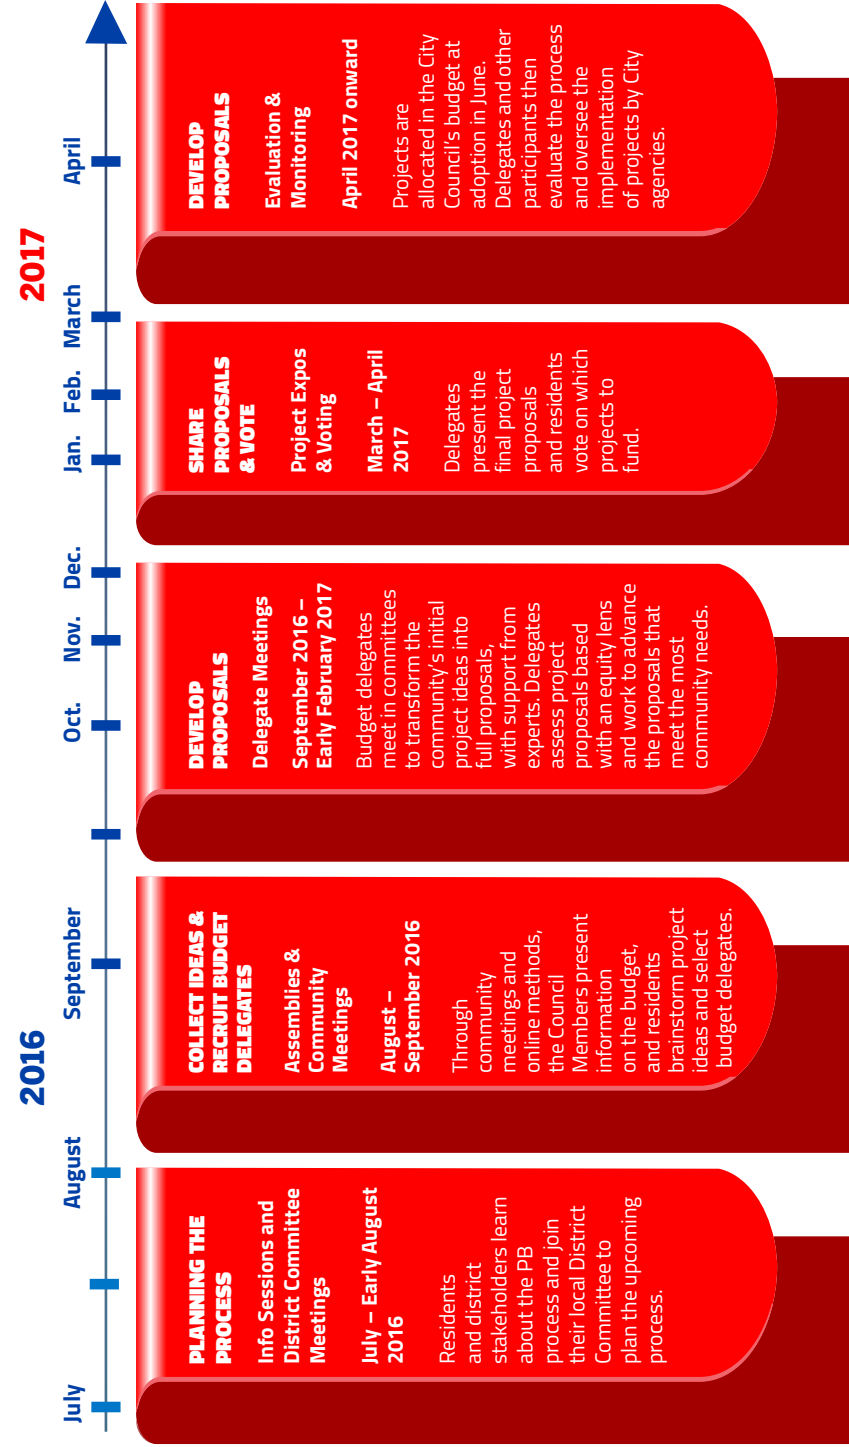 2016
2017
July
August
September
Oct.
Nov.
Dec.
Jan.
Feb.
March
April
PLANNING THE
PROCESS
Info Sessions and
District Committee
Meetings
July – Early August
2016
Residents
and district
stakeholders learn
about the PB
process and join
their local District
Committee to
plan the upcoming
process.
COLLECT IDEAS &
RECRUIT BUDGET
DELEGATES
Assemblies &
Community
Meetings
August –
September 2016
Through
community
meetings and
online methods,
the Council
Members present
information
on the budget,
and residents
brainstorm project
ideas and select
budget delegates.
DEVELOP
PROPOSALS
Delegate Meetings
September 2016 –
Early February 2017
Budget delegates
meet in committees
to transform the
community's initial
project ideas into
full proposals,
with support from
experts. Delegates
assess project
proposals based
with an equity lens
and work to advance
the proposals that
meet the most
community needs.
SHARE
PROPOSALS
& VOTE
Project Expos
& Voting
March – April
2017
Delegates
present the
final project
proposals
and residents
vote on which
projects to
fund.
DEVELOP
PROPOSALS
Evaluation &
Monitoring
April 2017 onward
Projects are
allocated in the City
Council's budget at
adoption in June.
Delegates and other
participants then
evaluate the process
and oversee the
implementation
of projects by City
agencies.